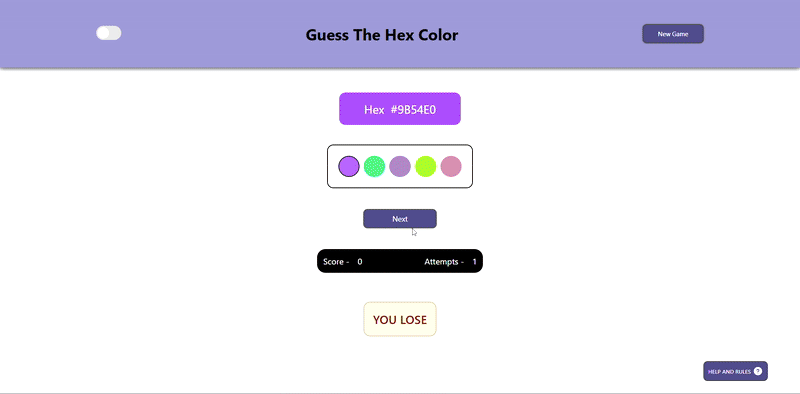 Guess The Hex Color
New Game
Hex #9B54E0
Next
Score - 0 Attempts - 1
YOU LOSE
HELP AND RULES ?